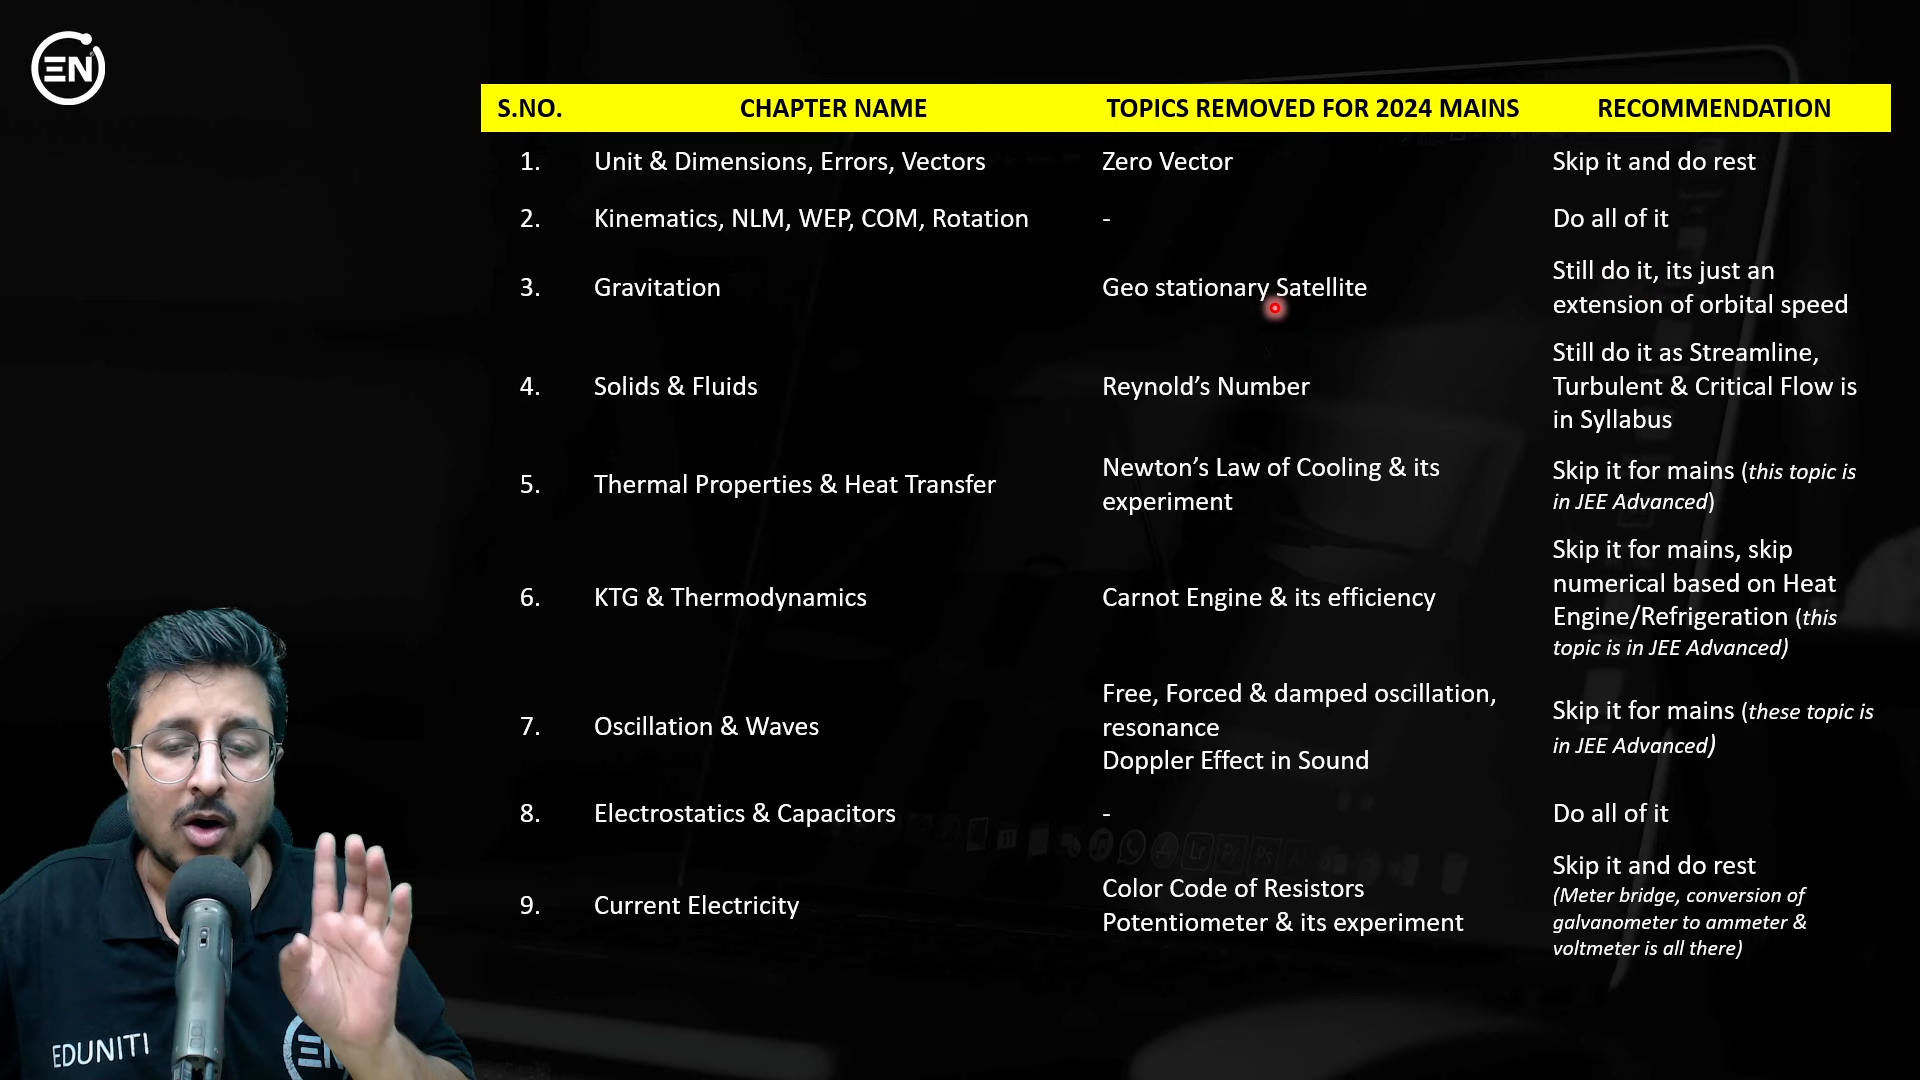 EN
S.NO. CHAPTER NAME TOPICS REMOVED FOR 2024 MAINS RECOMMENDATION
1. Unit & Dimensions, Errors, Vectors Zero Vector Skip it and do rest
2. Kinematics, NLM, WEP, COM, Rotation - Do all of it
3. Gravitation Geo stationary Satellite Still do it, its just an
extension of orbital speed
4. Solids & Fluids Reynold’s Number Still do it as Streamline,
Turbulent & Critical Flow is
in Syllabus
5. Thermal Properties & Heat Transfer Newton’s Law of Cooling & its
experiment
Skip it for mains (this topic is
in JEE Advanced)
6. KTG & Thermodynamics Carnot Engine & its efficiency Skip it for mains, skip
numerical based on Heat
Engine/Refrigeration (this
topic is in JEE Advanced)
7. Oscillation & Waves Free, Forced & damped oscillation,
resonance
Doppler Effect in Sound
Skip it for mains (these topic is
in JEE Advanced)
8. Electrostatics & Capacitors - Do all of it
9. Current Electricity Color Code of Resistors
Potentiometer & its experiment
Skip it and do rest
(Meter bridge, conversion of
galvanometer to ammeter &
voltmeter is all there)
EDUNITI
EN